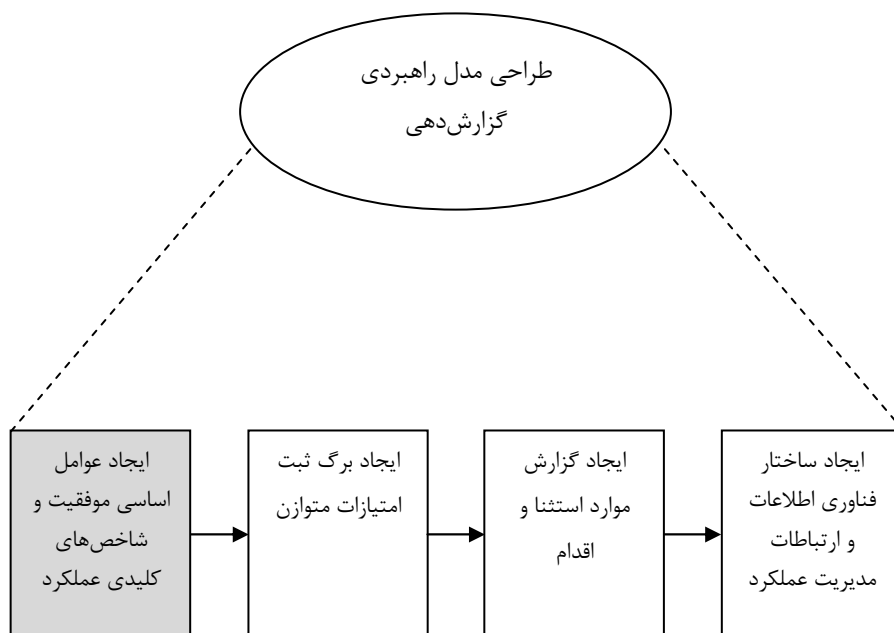 طراحی مدل راهبردی
گزارش‌دهی
ایجاد عوامل
اساسی موفقیت و
شاخص‌های
کلیدی عملکرد
ایجاد برگ ثبت
امتیازات متوازن
ایجاد گزارش
موارد استثنا و
اقدام
ایجاد ساختار
فناوری اطلاعات
و ارتباطات
مدیریت عملکرد